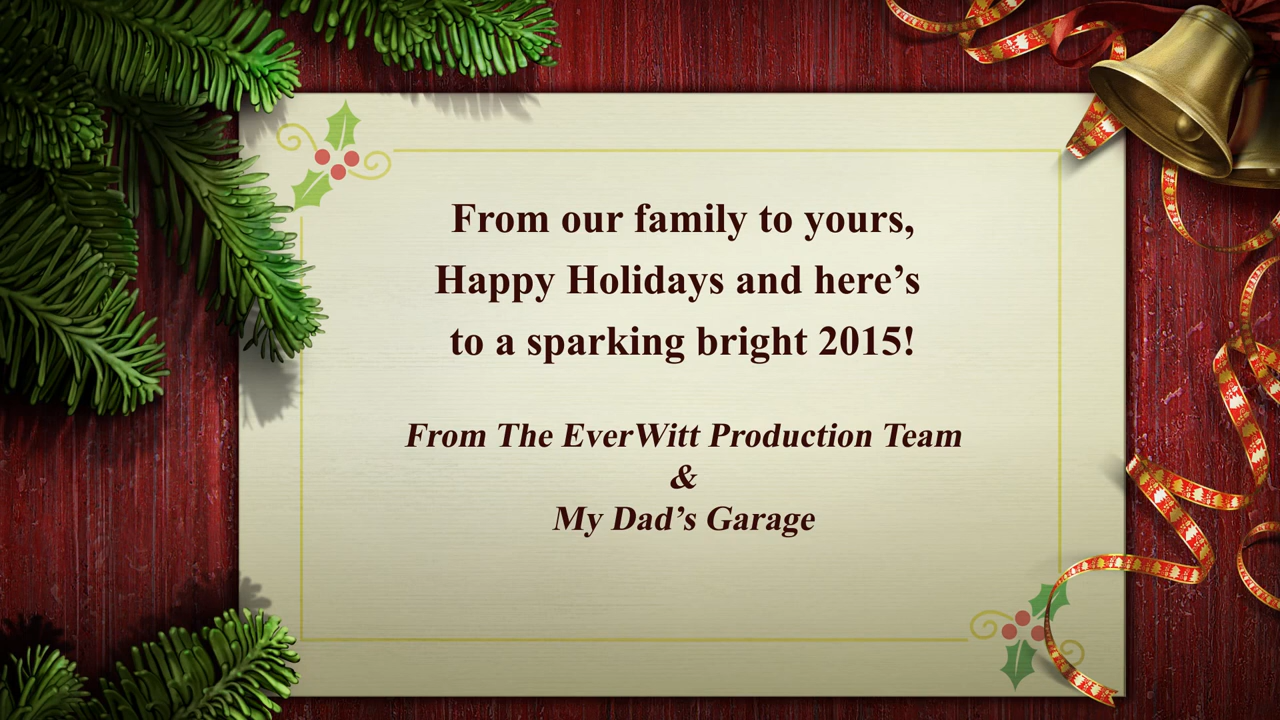 From our family to yours,
Happy Holidays and here’s
to a sparking bright 2015!
From The EverWitt Production Team
&
My Dad’s Garage